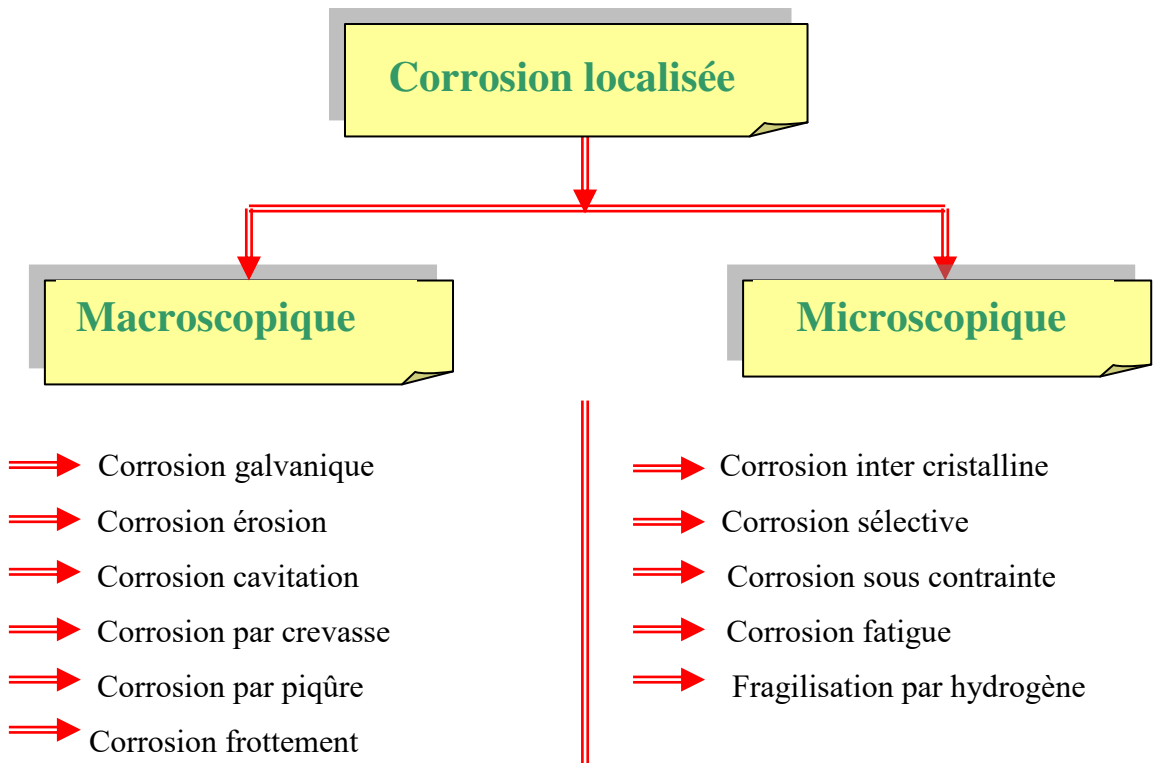 Corrosion localisée
Macroscopique
Microscopique
Corrosion galvanique
Corrosion érosion
Corrosion cavitation
Corrosion par crevasse
Corrosion par piqûre
Corrosion frottement
Corrosion inter cristalline
Corrosion sélective
Corrosion sous contrainte
Corrosion fatigue
Fragilisation par hydrogène